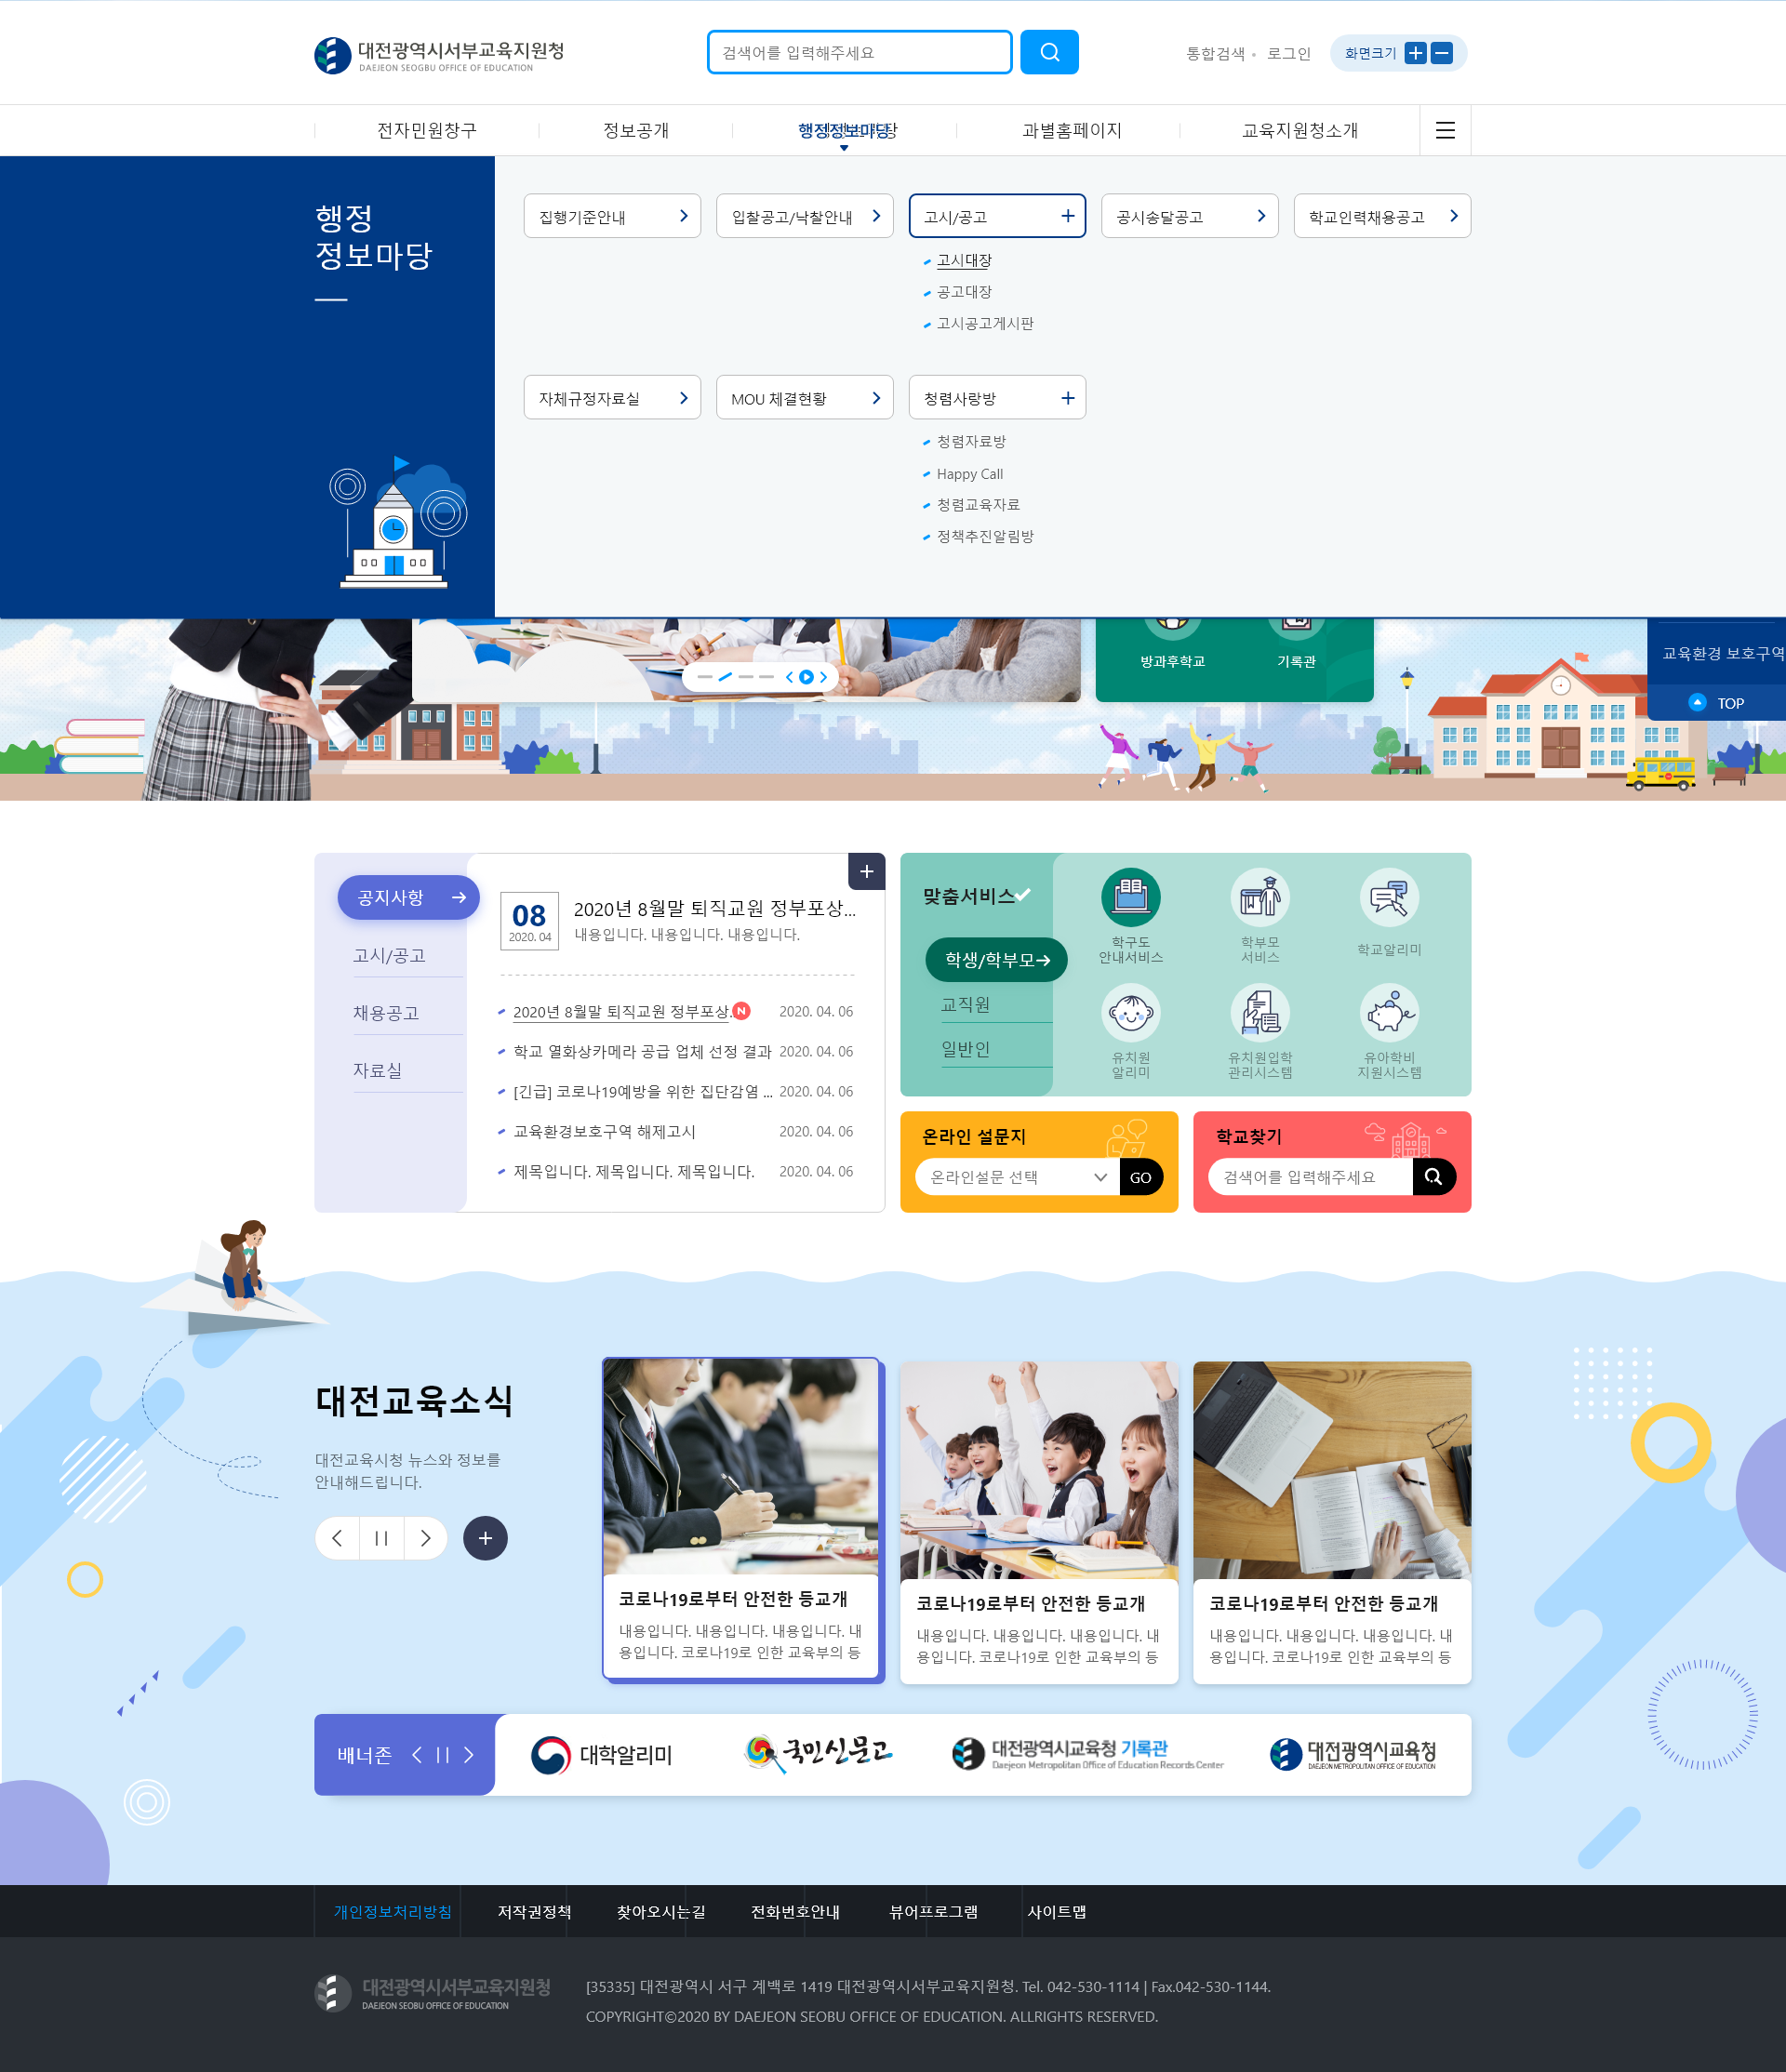 대전광역시서부교육지원청
DAEJEON SEOGBU OFFICE OF EDUCATION
검색어를 입력해주세요
통합검색
로그인
화면크기
전자민원창구
정보공개
행정정보마당
과별홈페이지
교육지원청소개
행정
정보마당
집행기준안내
입찰공고/낙찰안내
고시/공고
공시송달공고
학교인력채용공고
고시대장
공고대장
고시공고게시판
자체규정자료실
MOU 체결현황
청렴사랑방
청렴자료방
Happy Call
청렴교육자료
정책추진알림방
방과후학교
기록관
교육환경 보호구역
TOP
공지사항
고시/공고
채용공고
자료실
08
2020. 04
2020년 8월말 퇴직교원 정부포상...
내용입니다. 내용입니다. 내용입니다.
2020년 8월말 퇴직교원 정부포상. N 2020. 04. 06
학교 열화상카메라 공급 업체 선정 결과 2020. 04. 06
[긴급] 코로나19예방을 위한 집단감염 ... 2020. 04. 06
교육환경보호구역 해제고시 2020. 04. 06
제목입니다. 제목입니다. 제목입니다. 2020. 04. 06
맞춤서비스
학생/학부모
교직원
일반인
학구도
안내서비스
학부모
서비스
학교알리미
유치원
알리미
유치원입학
관리시스템
유아학비
지원시스템
온라인 설문지
온라인설문 선택
GO
학교찾기
검색어를 입력해주세요
대전교육소식
대전교육시청 뉴스와 정보를
안내해드립니다.
코로나19로부터 안전한 등교개
내용입니다. 내용입니다. 내용입니다. 내
용입니다. 코로나19로 인한 교육부의 등
코로나19로부터 안전한 등교개
내용입니다. 내용입니다. 내용입니다. 내
용입니다. 코로나19로 인한 교육부의 등
코로나19로부터 안전한 등교개
내용입니다. 내용입니다. 내용입니다. 내
용입니다. 코로나19로 인한 교육부의 등
배너존
대학알리미
국민신문고
대전광역시교육청 기록관
Daejeon Metropolitan Office of Education Records Center
대전광역시교육청
DAEJEON METROPOLITAN OFFICE OF EDUCATION
개인정보처리방침
저작권정책
찾아오시는길
전화번호안내
뷰어프로그램
사이트맵
대전광역시서부교육지원청
DAEJEON SEOBU OFFICE OF EDUCATION
[35335] 대전광역시 서구 계백로 1419 대전광역시서부교육지원청. Tel. 042-530-1114 | Fax.042-530-1144.
COPYRIGHT©2020 BY DAEJEON SEOBU OFFICE OF EDUCATION. ALLRIGHTS RESERVED.